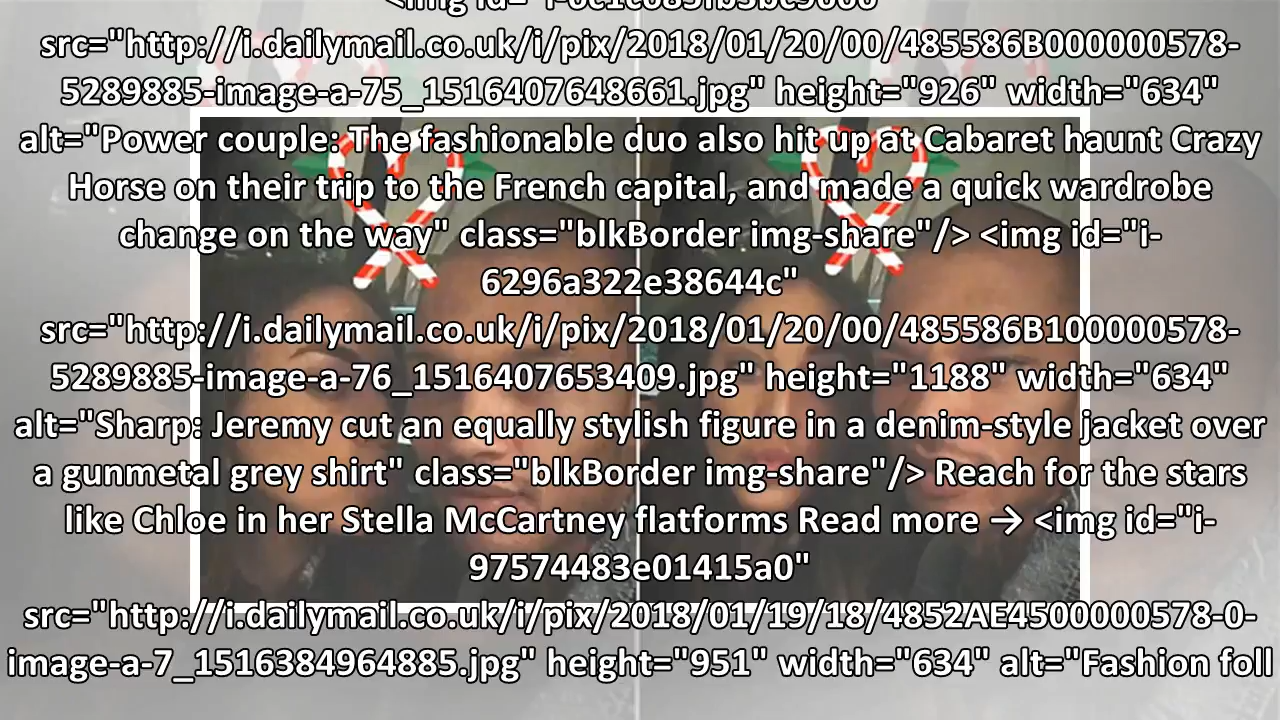 src="http://i.dailymail.co.uk/i/pix/2018/01/20/00/485586B000000578-
5289885-image-a-75_1516407648661.jpg" height="926" width="634"
alt="Power couple: The fashionable duo also hit up at Cabaret haunt Crazy
Horse on their trip to the French capital, and made a quick wardrobe
change on the way" class="blkBorder img-share"/> <img id="i-
6296a322e38644c"
src="http://i.dailymail.co.uk/i/pix/2018/01/20/00/485586B100000578-
5289885-image-a-76_1516407653409.jpg" height="1188" width="634"
alt="Sharp: Jeremy cut an equally stylish figure in a denim-style jacket over
a gunmetal grey shirt" class="blkBorder img-share"/> Reach for the stars
like Chloe in her Stella McCartney flatforms Read more → <img id="i-
97574483e01415a0"
src="http://i.dailymail.co.uk/i/pix/2018/01/19/18/4852AE4500000578-0-
image-a-7_1516384964885.jpg" height="951" width="634" alt="Fashion foll